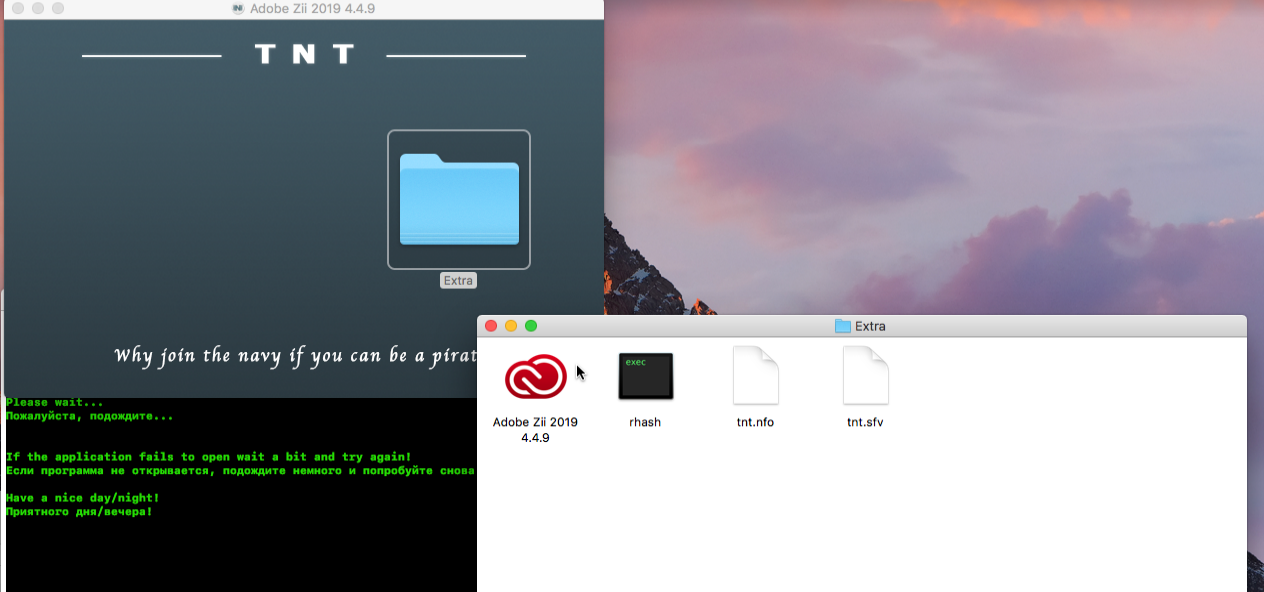 Adobe Zii 2019 4.4.9
TNT
Extra
Why join the navy if you can be a pirat
Please wait...
Пожалуйста, подождите...
If the application fails to open wait a bit and try again!
Если программа не открывается, подождите немного и попробуйте снова
Have a nice day/night!
Приятного дня/вечера!
Extra
exec
Adobe Zii 2019
4.4.9
rhash
tnt.nfo
tnt.sfv